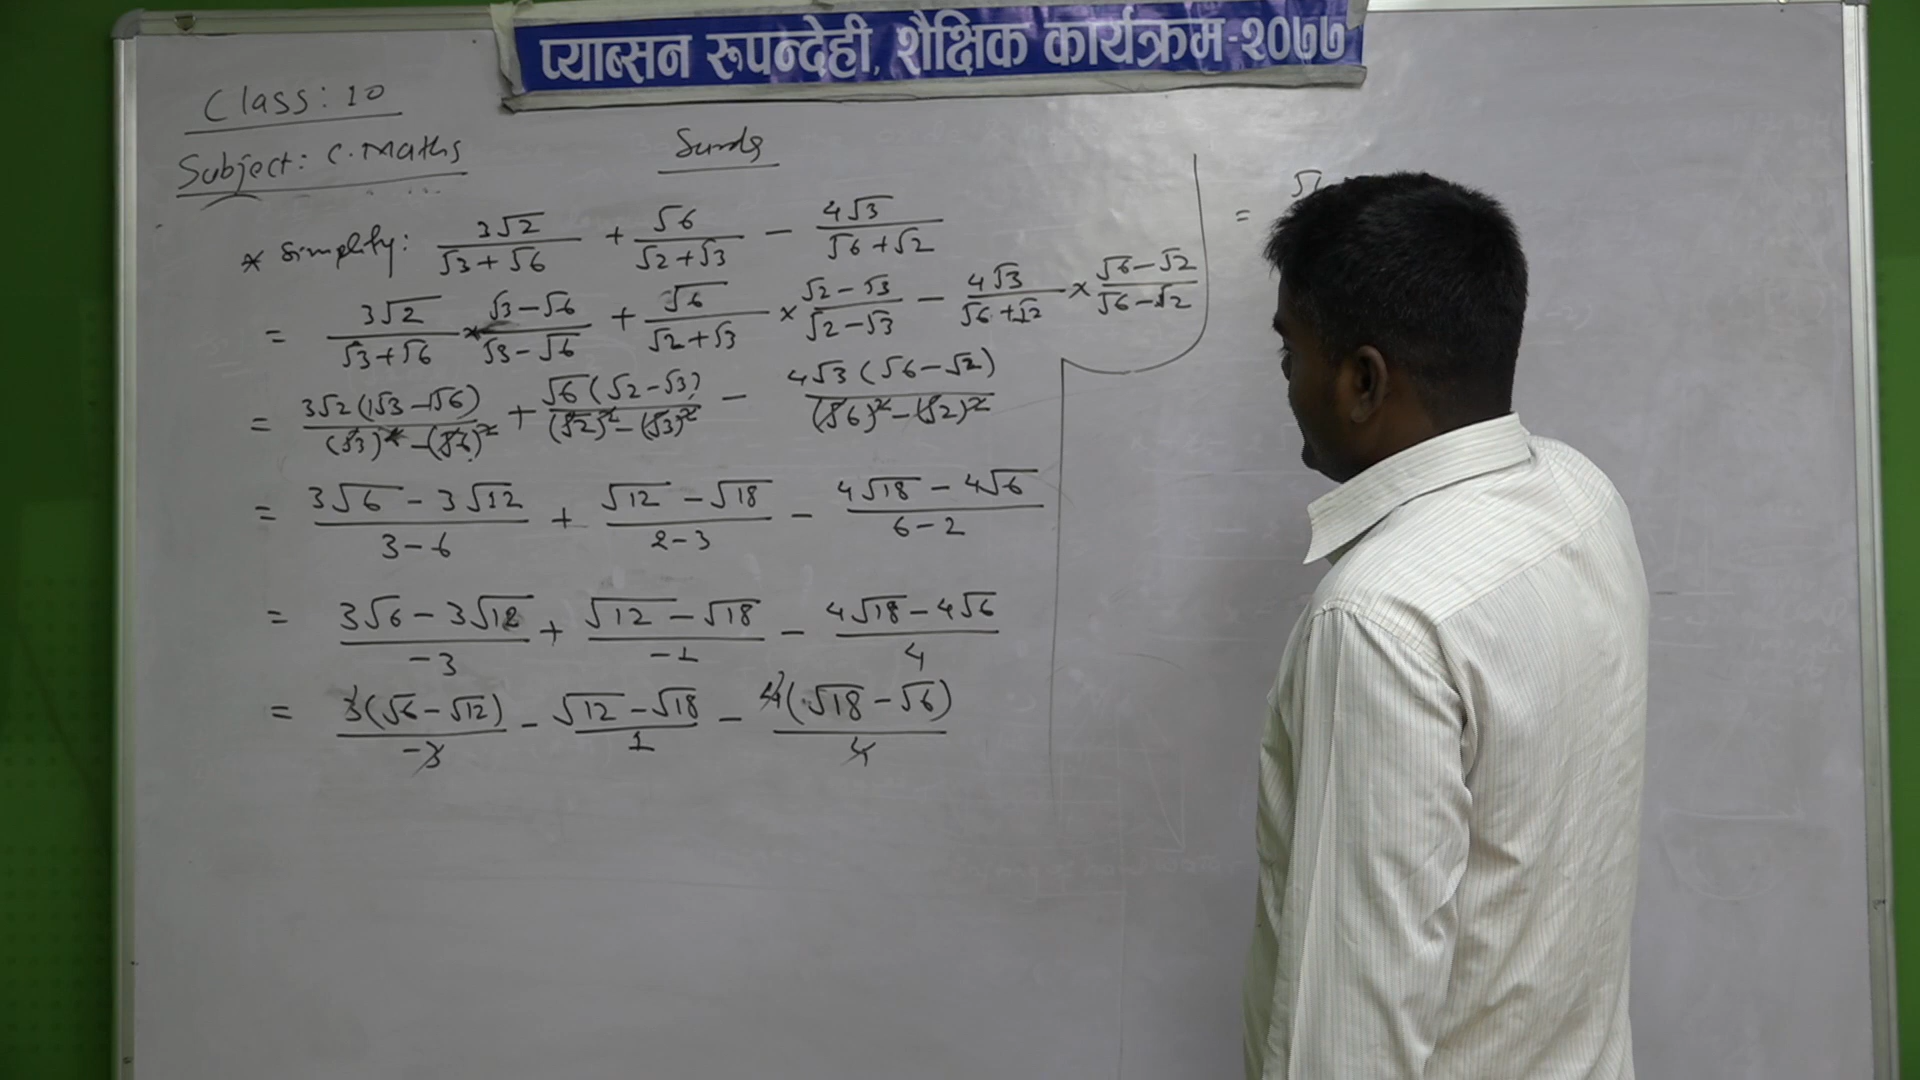 प्याब्सन रूपन्देही, शैक्षिक कार्यक्रम-२०७७
Class: 10
Subject: C. Maths
Surds
* Simplify: 3√2/(√3+√6) + √6/(√2+√3) − 4√3/(√6+√2)
= 3√2/(√3+√6) × (√3−√6)/(√3−√6) + √6/(√2+√3) × (√2−√3)/(√2−√3) − 4√3/(√6+√2) × (√6−√2)/(√6−√2)
= 3√2(√3−√6)/((√3)²−(√6)²) + √6(√2−√3)/((√2)²−(√3)²) − 4√3(√6−√2)/((√6)²−(√2)²)
= (3√6−3√12)/(3−6) + (√12−√18)/(2−3) − (4√18−4√6)/(6−2)
= (3√6−3√12)/−3 + (√12−√18)/−1 − (4√18−4√6)/4
= 3(√6−√12)/−3 − (√12−√18)/1 − 4(√18−√6)/4
=